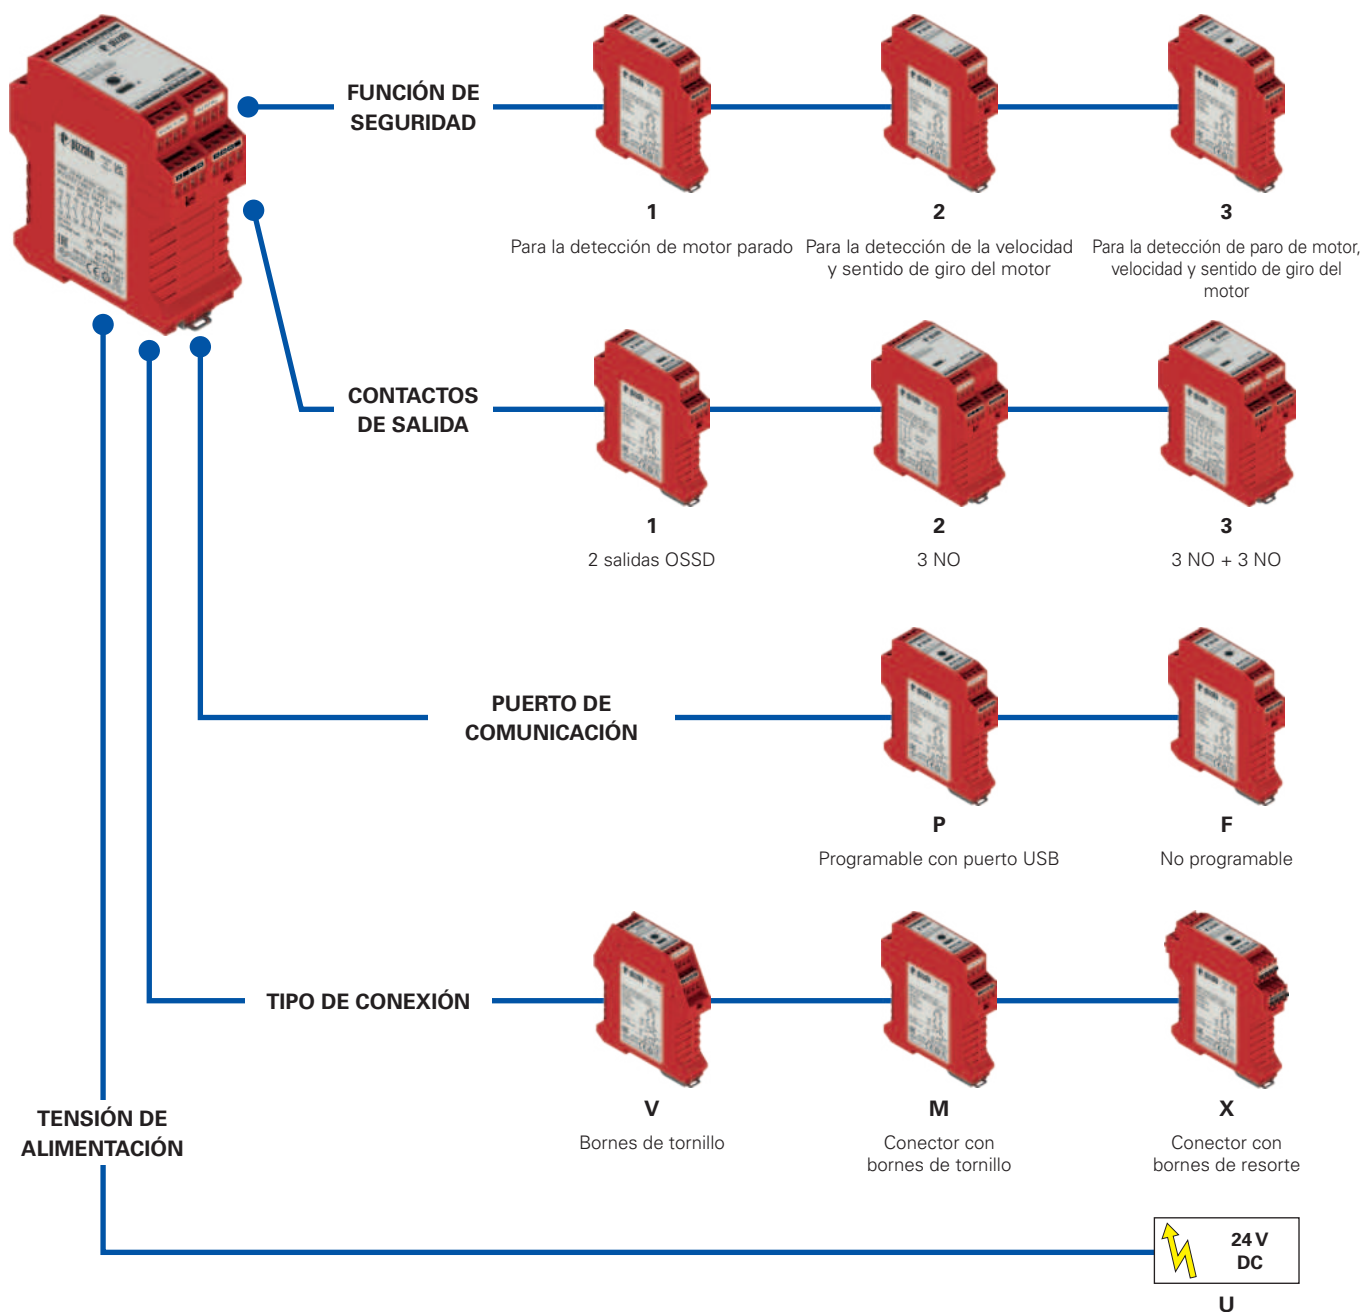 pizzato
FUNCIÓN DE
SEGURIDAD
1
Para la detección de motor parado
2
Para la detección de la velocidad
y sentido de giro del motor
3
Para la detección de paro de motor,
velocidad y sentido de giro del
motor
CONTACTOS
DE SALIDA
1
2 salidas OSSD
2
3 NO
3
3 NO + 3 NO
PUERTO DE
COMUNICACIÓN
P
Programable con puerto USB
F
No programable
TIPO DE CONEXIÓN
V
Bornes de tornillo
M
Conector con
bornes de tornillo
X
Conector con
bornes de resorte
TENSIÓN DE
ALIMENTACIÓN
24 V
DC
U